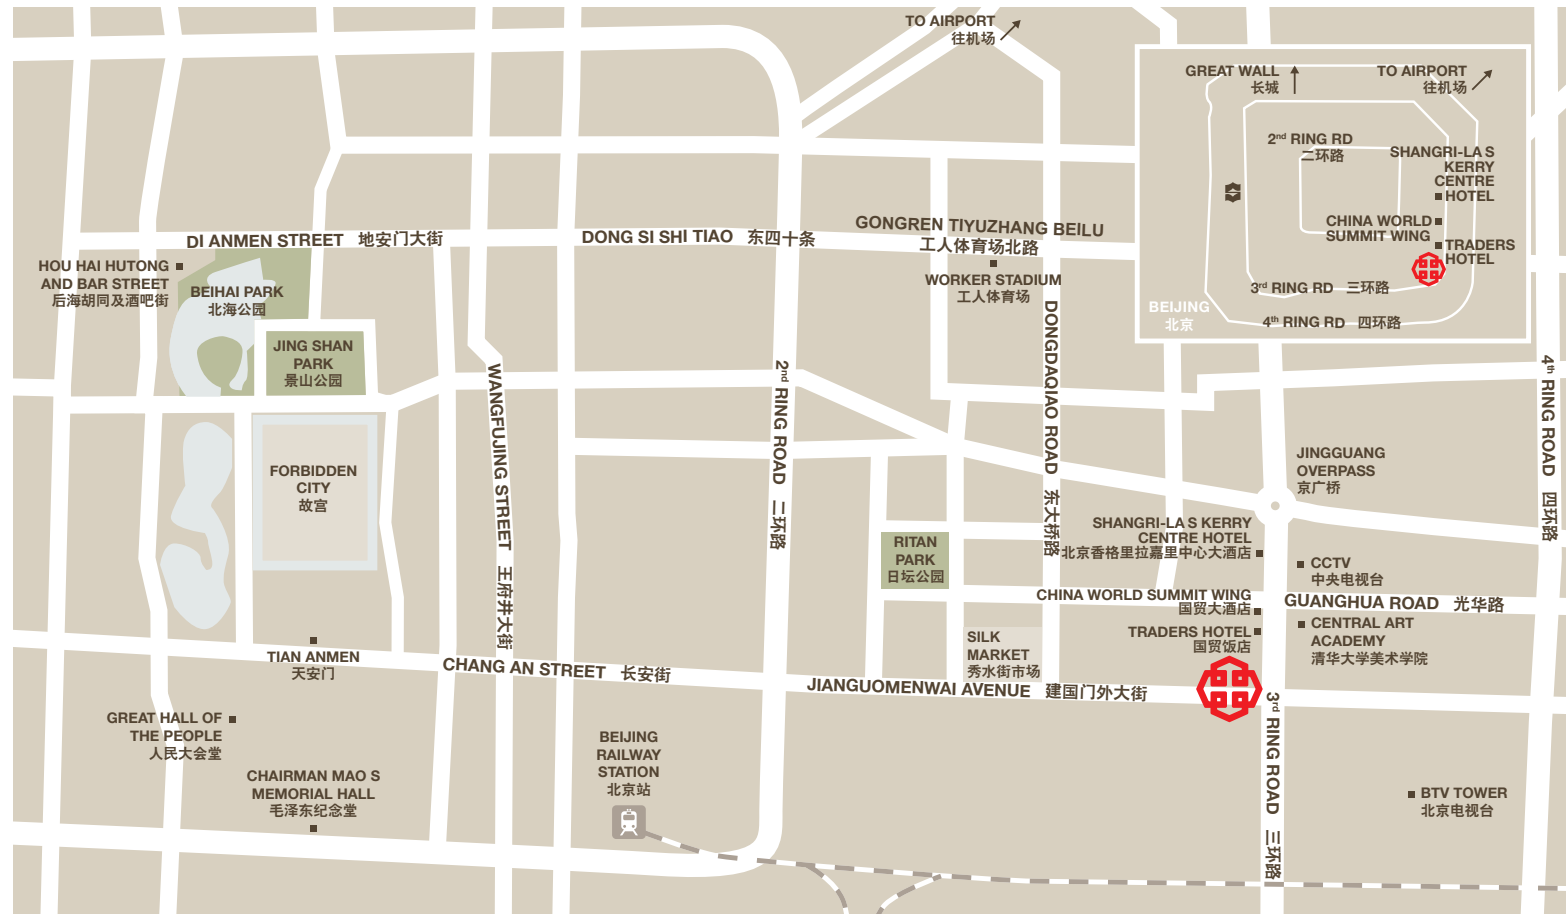 TO AIRPORT
往机场
GREAT WALL
长城
TO AIRPORT
往机场
2nd RING RD
二环路
SHANGRI-LA S
KERRY
CENTRE
HOTEL
CHINA WORLD
SUMMIT WING
TRADERS
HOTEL
3rd RING RD 三环路
BEIJING
北京
4th RING RD 四环路
DI ANMEN STREET 地安门大街
DONG SI SHI TIAO 东四十条
GONGREN TIYUZHANG BEILU
工人体育场北路
WORKER STADIUM
工人体育场
HOU HAI HUTONG
AND BAR STREET
后海胡同及酒吧街
BEIHAI PARK
北海公园
JING SHAN
PARK
景山公园
WANGFUJING STREET 王府井大街
2nd RING ROAD 二环路
DONGDAQIAO ROAD 东大桥路
4th RING ROAD 四环路
FORBIDDEN
CITY
故宫
JINGGUANG
OVERPASS
京广桥
RITAN
PARK
日坛公园
SHANGRI-LA S KERRY
CENTRE HOTEL
北京香格里拉嘉里中心大酒店
CCTV
中央电视台
CHINA WORLD SUMMIT WING
国贸大酒店
GUANGHUA ROAD 光华路
TRADERS HOTEL
国贸饭店
CENTRAL ART
ACADEMY
清华大学美术学院
SILK
MARKET
秀水街市场
TIAN ANMEN
天安门
CHANG AN STREET 长安街
JIANGUOMENWAI AVENUE 建国门外大街
3rd RING ROAD 三环路
GREAT HALL OF
THE PEOPLE
人民大会堂
BEIJING
RAILWAY
STATION
北京站
CHAIRMAN MAO S
MEMORIAL HALL
毛泽东纪念堂
BTV TOWER
北京电视台